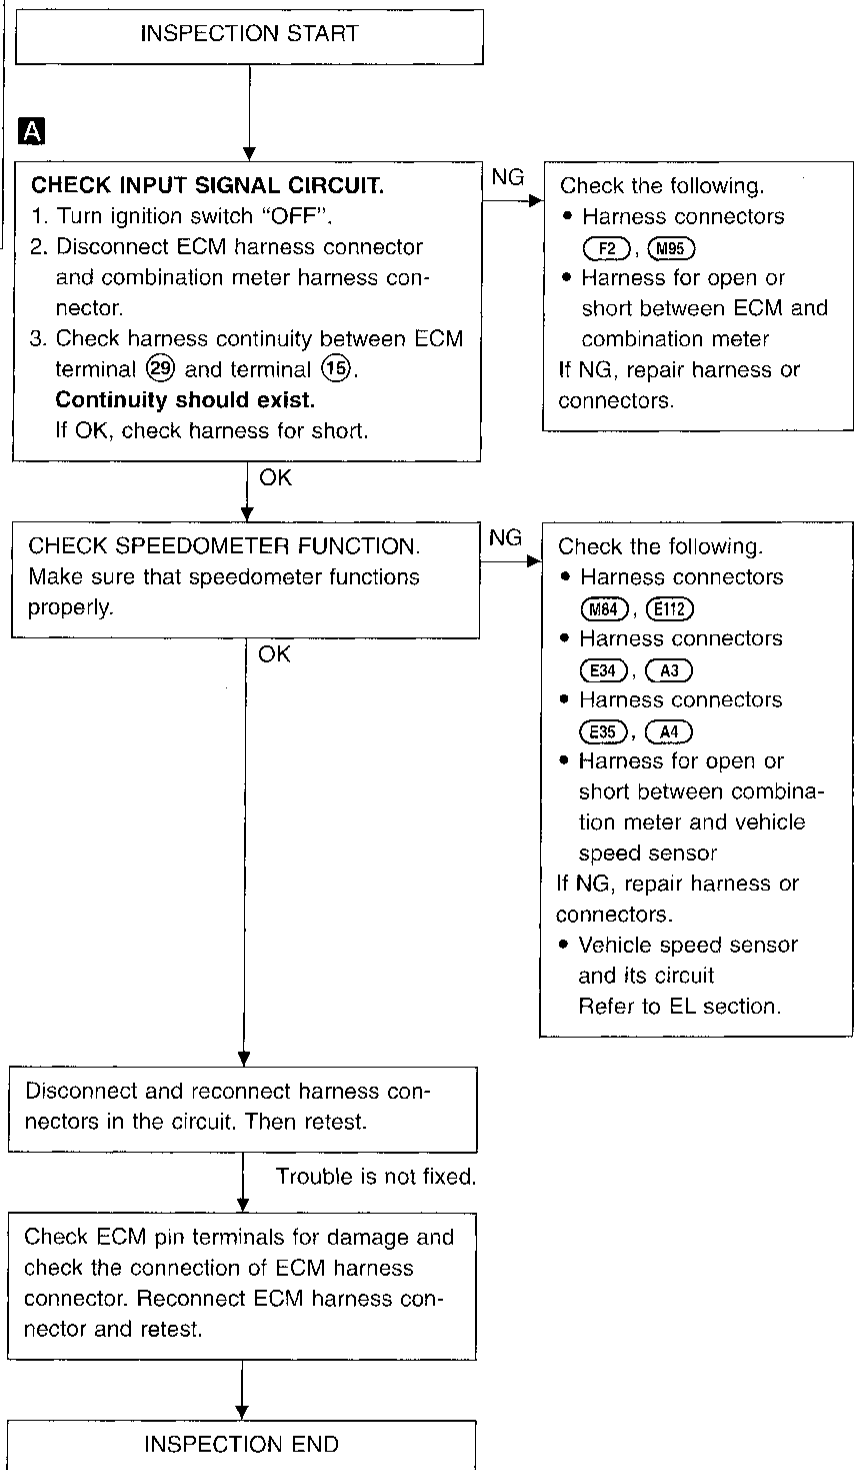 INSPECTION START
A
CHECK INPUT SIGNAL CIRCUIT.
1. Turn ignition switch “OFF”.
2. Disconnect ECM harness connector
and combination meter harness con-
nector.
3. Check harness continuity between ECM
terminal 29 and terminal 15.
Continuity should exist.
If OK, check harness for short.
NG
Check the following.
• Harness connectors
F2, M95
• Harness for open or
short between ECM and
combination meter
If NG, repair harness or
connectors.
OK
CHECK SPEEDOMETER FUNCTION.
Make sure that speedometer functions
properly.
NG
Check the following.
• Harness connectors
M84, E112
• Harness connectors
E34, A3
• Harness connectors
E35, A4
• Harness for open or
short between combina-
tion meter and vehicle
speed sensor
If NG, repair harness or
connectors.
• Vehicle speed sensor
and its circuit
Refer to EL section.
OK
Disconnect and reconnect harness con-
nectors in the circuit. Then retest.
Trouble is not fixed.
Check ECM pin terminals for damage and
check the connection of ECM harness
connector. Reconnect ECM harness con-
nector and retest.
INSPECTION END